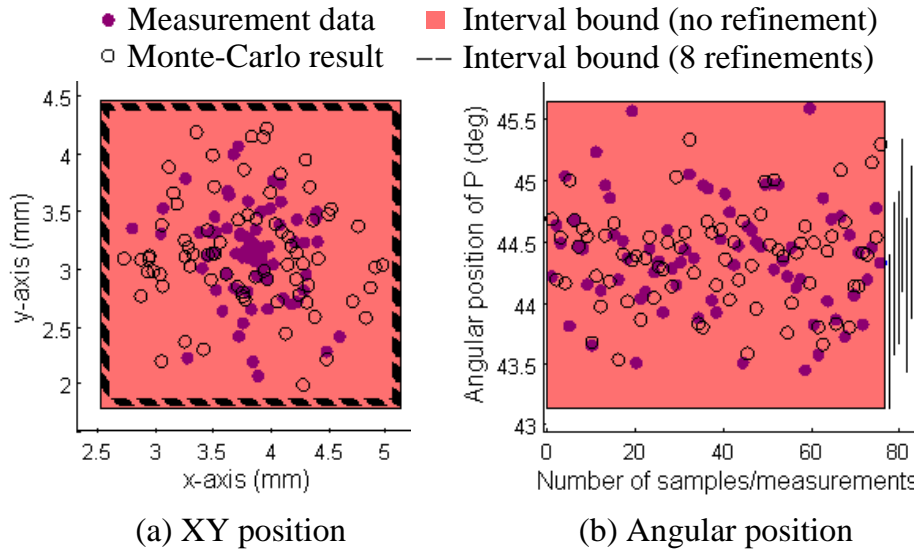 Measurement data
Interval bound (no refinement)
Monte-Carlo result
Interval bound (8 refinements)
4.5
4
3.5
3
2.5
2
y-axis (mm)
2.5 3 3.5 4 4.5 5
x-axis (mm)
45.5
45
44.5
44
43.5
43
Angular position of P (deg)
0 20 40 60 80
Number of samples/measurements
(a) XY position
(b) Angular position